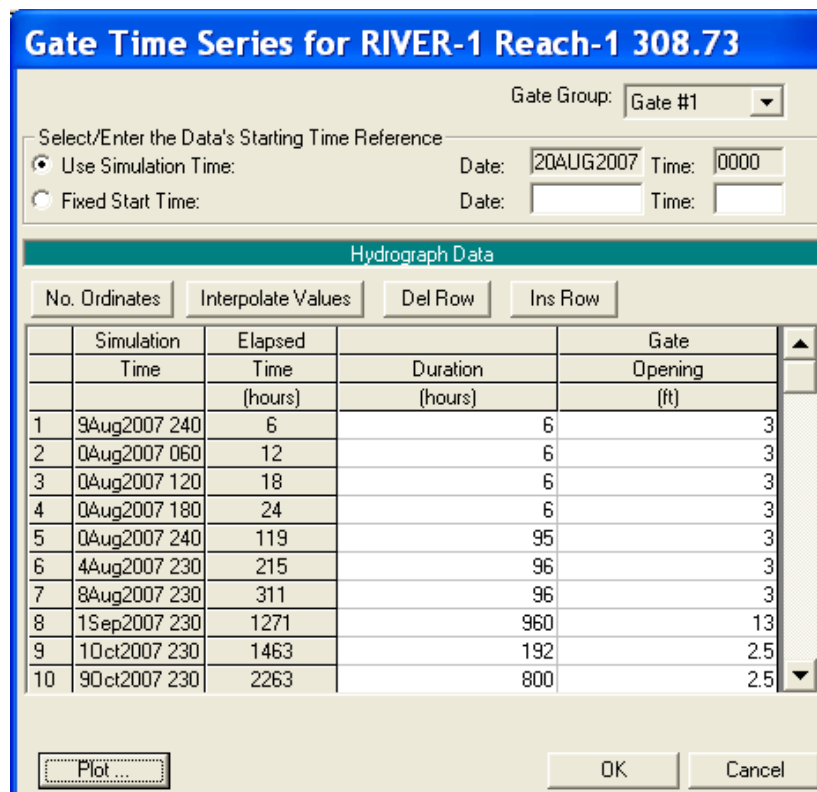 Gate Time Series for RIVER-1 Reach-1 308.73
Gate Group: Gate #1
Select/Enter the Data's Starting Time Reference
Use Simulation Time: Date: 20AUG2007 Time: 0000
Fixed Start Time: Date: Time:
Hydrograph Data
No. Ordinates Interpolate Values Del Row Ins Row
Simulation Elapsed Gate
Time Time Duration Opening
(hours) (hours) (ft)
1 9Aug2007 240 6 6 3
2 0Aug2007 060 12 6 3
3 0Aug2007 120 18 6 3
4 0Aug2007 180 24 6 3
5 0Aug2007 240 119 95 3
6 4Aug2007 230 215 96 3
7 8Aug2007 230 311 96 3
8 1Sep2007 230 1271 960 13
9 1Oct2007 230 1463 192 2.5
10 9Oct2007 230 2263 800 2.5
Plot ... OK Cancel